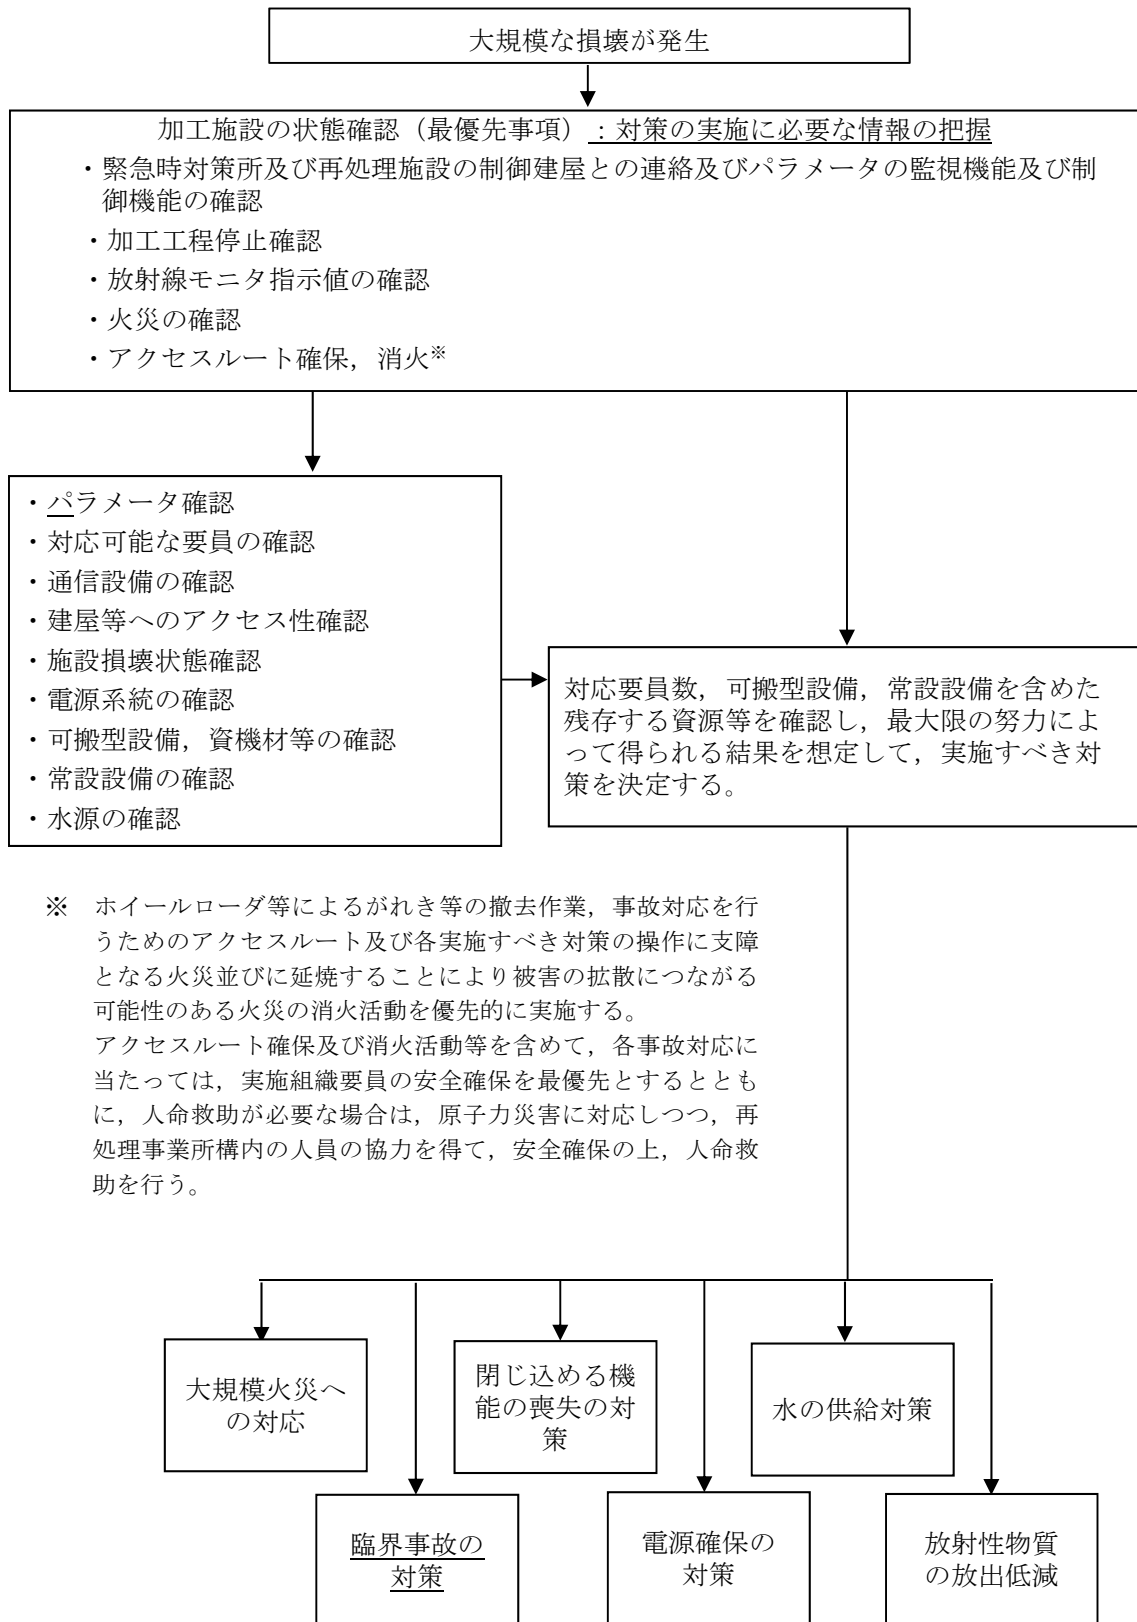 大規模な損壊が発生
加工施設の状態確認（最優先事項）：対策の実施に必要な情報の把握
・緊急時対策所及び再処理施設の制御建屋との連絡及びパラメータの監視機能及び制
御機能の確認
・加工工程停止確認
・放射線モニタ指示値の確認
・火災の確認
・アクセスルート確保，消火※
・パラメータ確認
・対応可能な要員の確認
・通信設備の確認
・建屋等へのアクセス性確認
・施設損壊状態確認
・電源系統の確認
・可搬型設備，資機材等の確認
・常設設備の確認
・水源の確認
対応要員数，可搬型設備，常設設備を含めた
残存する資源等を確認し，最大限の努力によ
って得られる結果を想定して，実施すべき対
策を決定する。
※　ホイールローダ等によるがれき等の撤去作業，事故対応を行
うためのアクセスルート及び各実施すべき対策の操作に支障
となる火災並びに延焼することにより被害の拡散につながる
可能性のある火災の消火活動を優先的に実施する。
アクセスルート確保及び消火活動等を含めて，各事故対応に
当たっては，実施組織要員の安全確保を最優先とするととも
に，人命救助が必要な場合は，原子力災害に対応しつつ，再
処理事業所構内の人員の協力を得て，安全確保の上，人命救
助を行う。
大規模火災へ
の対応
閉じ込める機
能の喪失の対
策
水の供給対策
臨界事故の
対策
電源確保の
対策
放射性物質
の放出低減